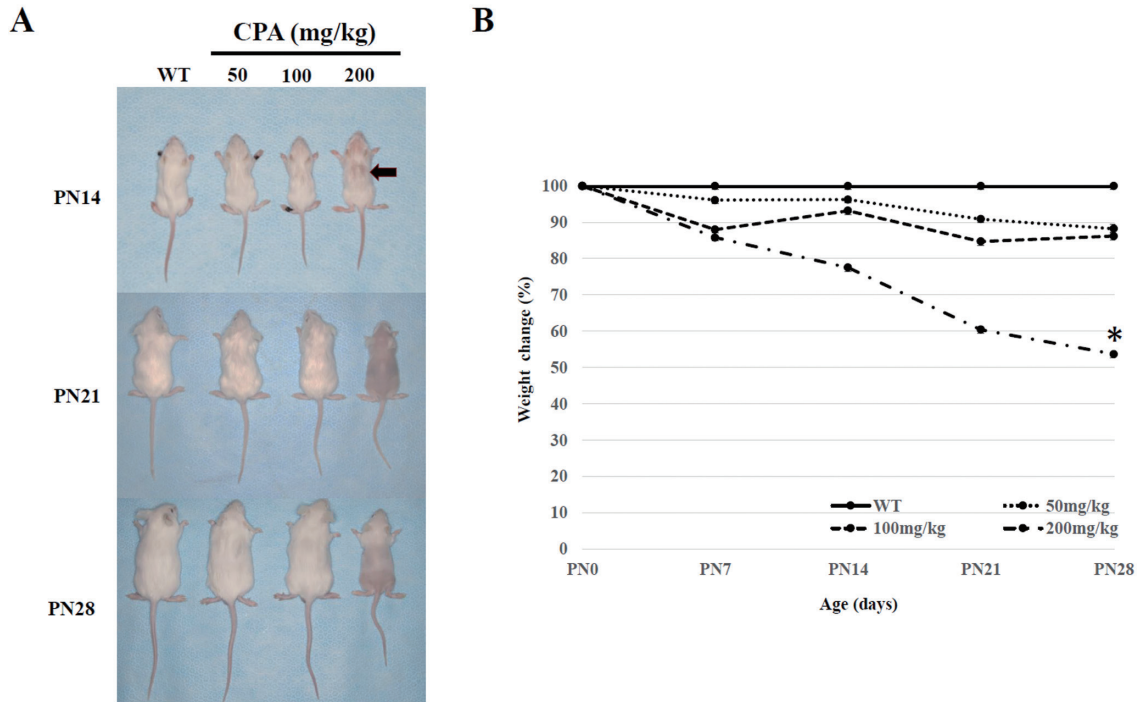 A
CPA (mg/kg)
WT 50 100 200
PN14
PN21
PN28
B
Weight change (%)
100
90
80
70
60
50
40
30
20
10
0
*
WT 50mg/kg
100mg/kg 200mg/kg
PN0 PN7 PN14 PN21 PN28
Age (days)